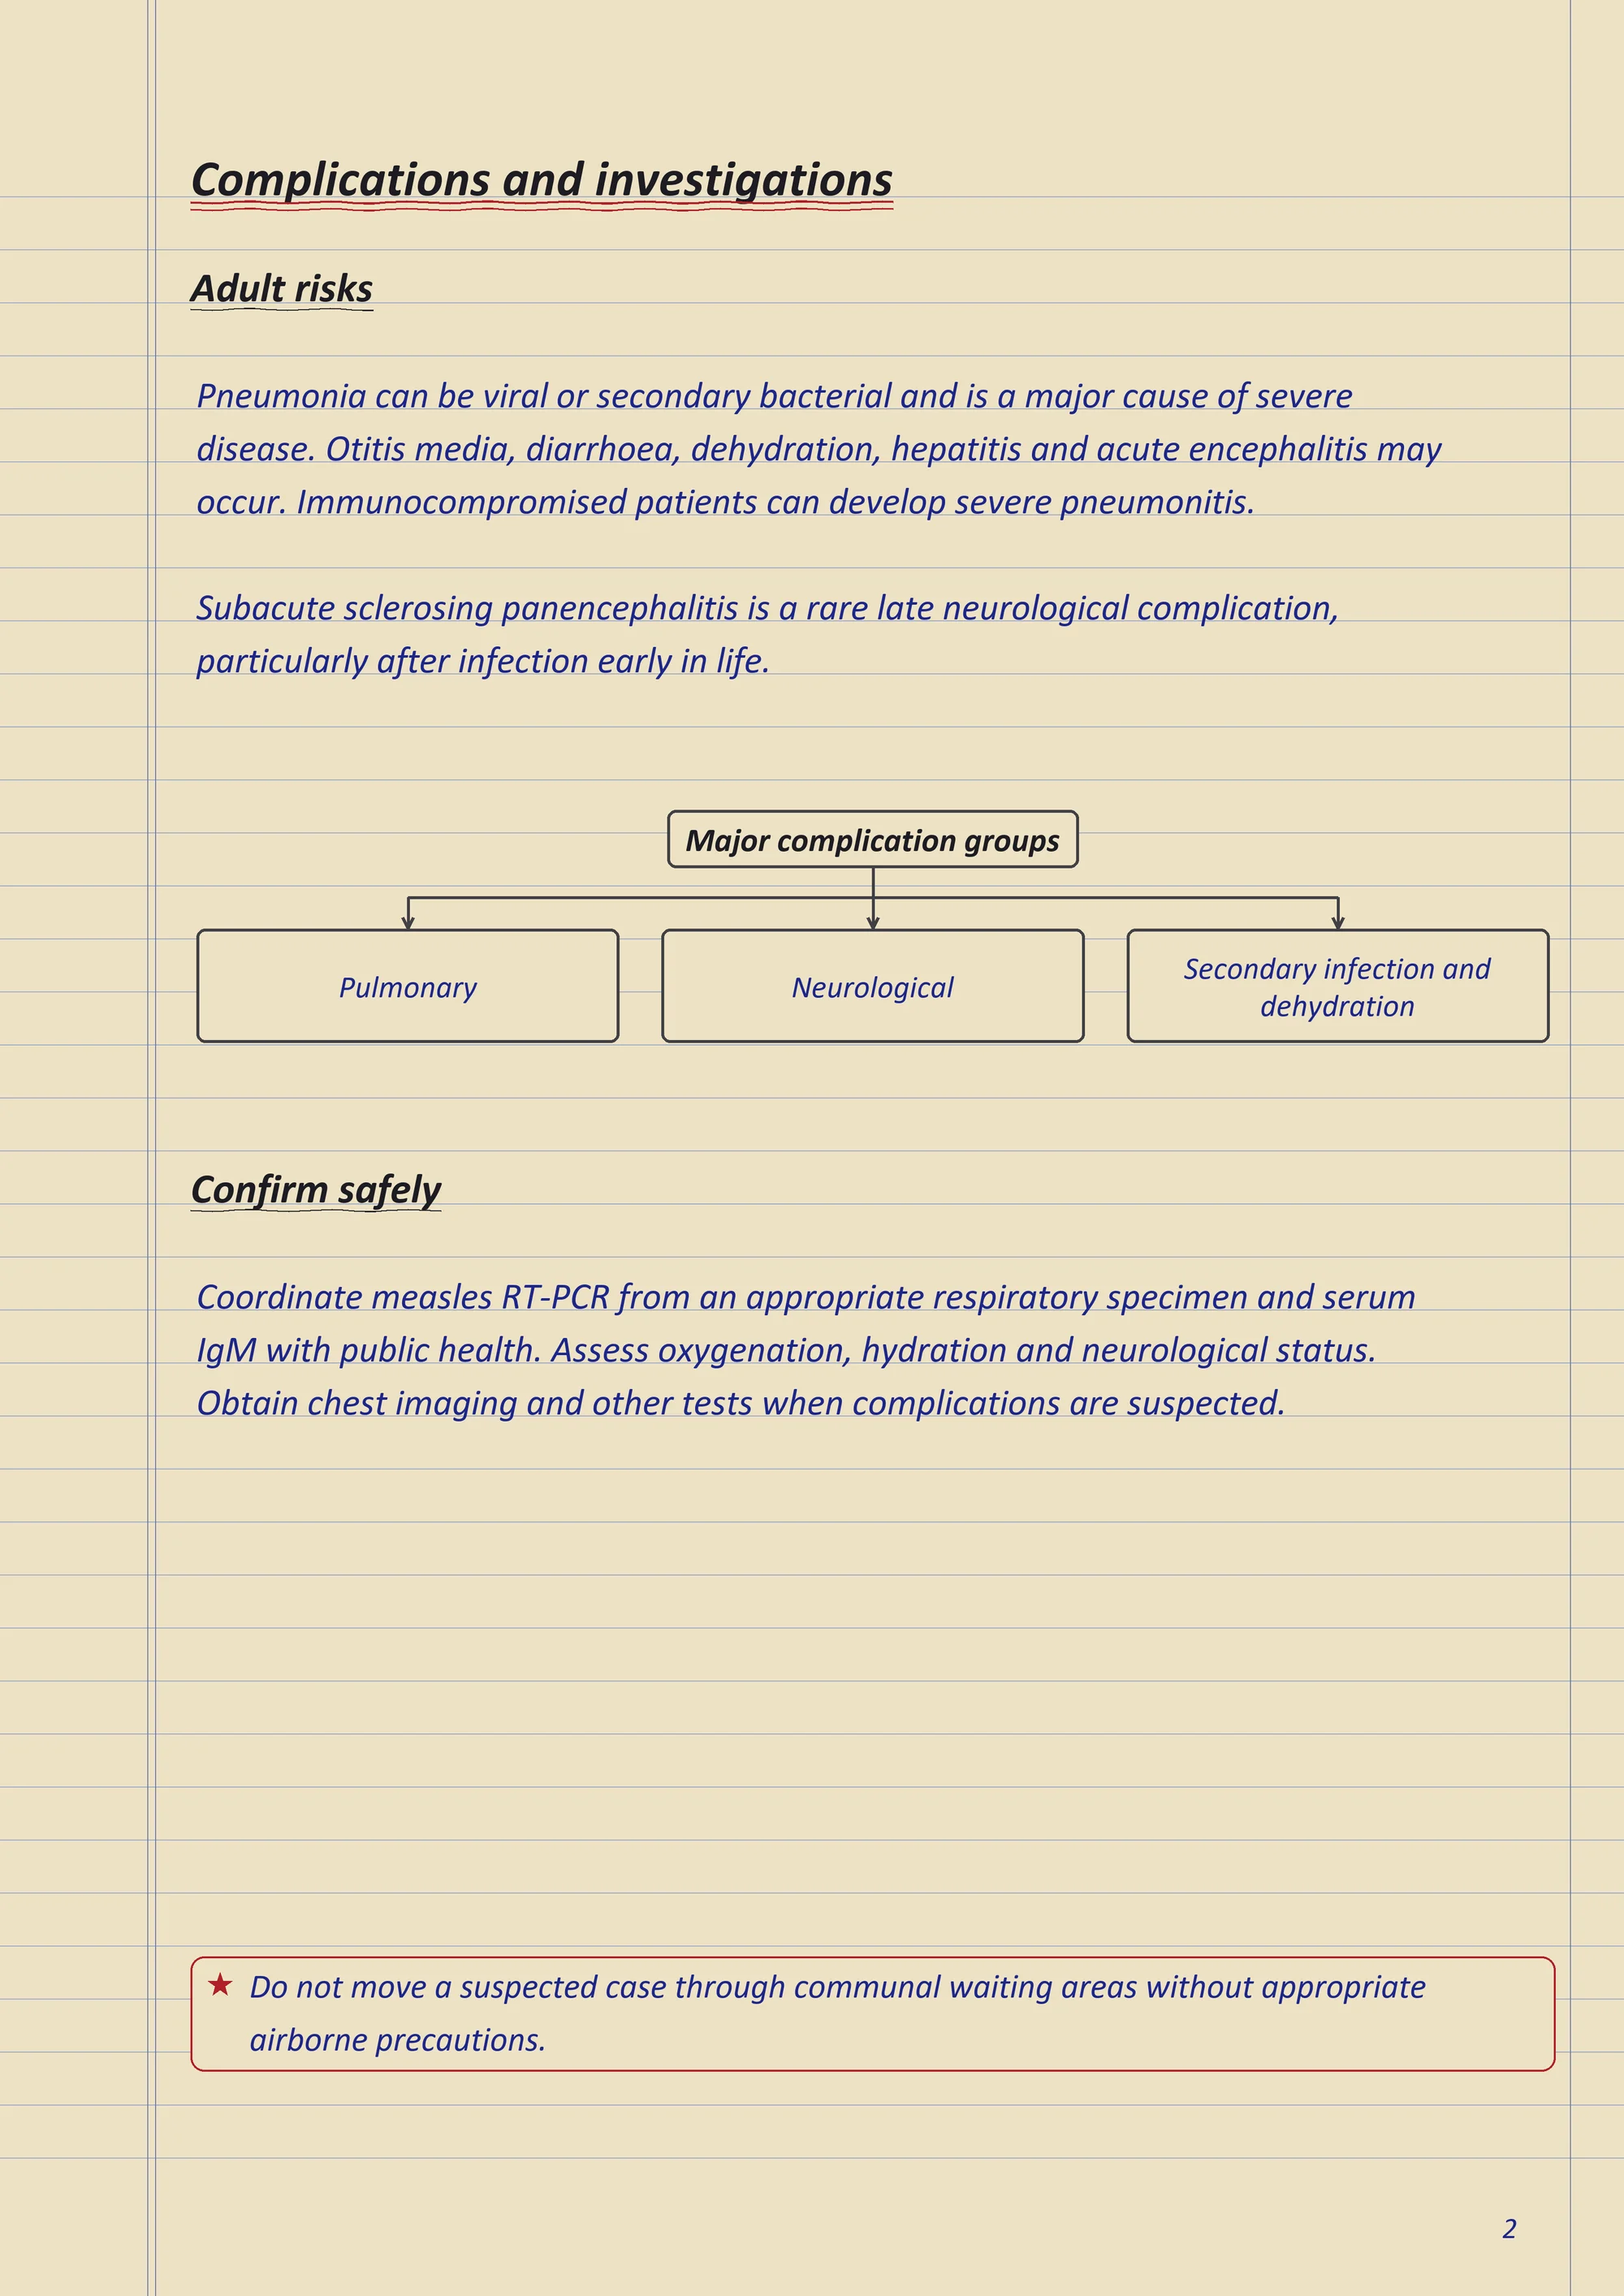 Complications and investigations
Adult risks
Pneumonia can be viral or secondary bacterial and is a major cause of severe
disease. Otitis media, diarrhoea, dehydration, hepatitis and acute encephalitis may
occur. Immunocompromised patients can develop severe pneumonitis.
Subacute sclerosing panencephalitis is a rare late neurological complication,
particularly after infection early in life.
Major complication groups
Pulmonary
Neurological
Secondary infection and
dehydration
Confirm safely
Coordinate measles RT-PCR from an appropriate respiratory specimen and serum
IgM with public health. Assess oxygenation, hydration and neurological status.
Obtain chest imaging and other tests when complications are suspected.
★ Do not move a suspected case through communal waiting areas without appropriate
airborne precautions.
2